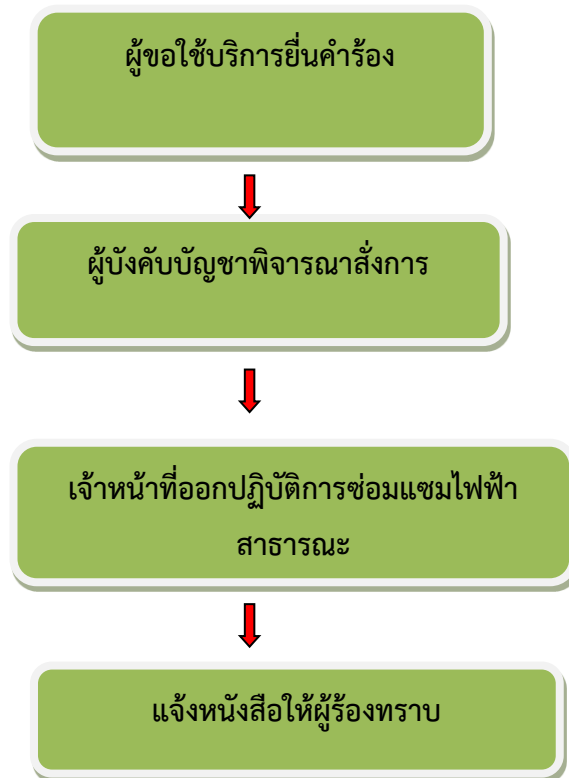 ผู้ขอใช้บริการยื่นคำร้อง
ผู้บังคับบัญชาพิจารณาสั่งการ
เจ้าหน้าที่ออกปฏิบัติการซ่อมแซมไฟฟ้า
สาธารณะ
แจ้งหนังสือให้ผู้ร้องทราบ